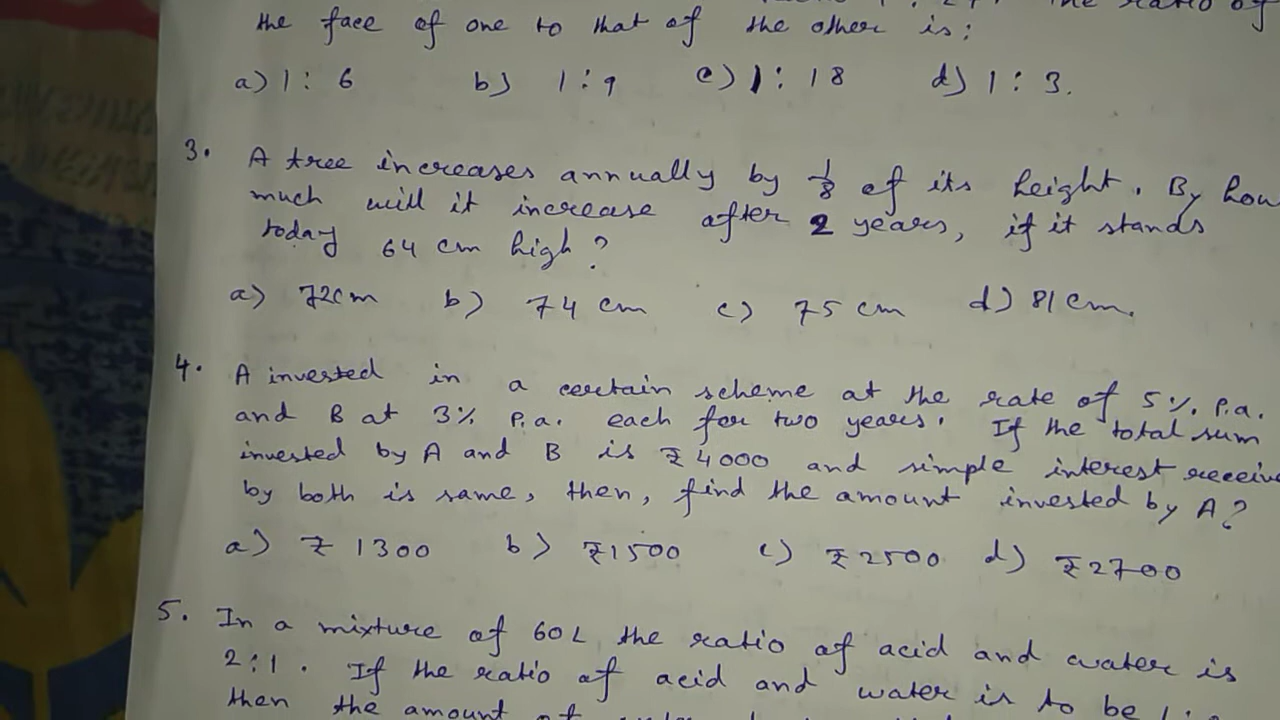 the face of one to that of the other is;
a) 1 : 6 b) 1 : 9 c) 1 : 18 d) 1 : 3.
3. A tree increases annually by 1/8 of its height. By how
much will it increase after 2 years, if it stands
today 64 cm high?
a) 72cm b) 74 cm c) 75 cm d) 81 cm.
4. A invested in a certain scheme at the rate of 5%. p.a.
and B at 3% P.a. each for two years. If the total sum
invested by A and B is ₹4000 and simple interest
by both is same, then, find the amount invested by A?
a) ₹ 1300 b) ₹1500 c) ₹2500 d) ₹2700
5. In a mixture of 60L the ratio of acid and water is
2:1. If the ratio of acid and water is to be
then the amount of